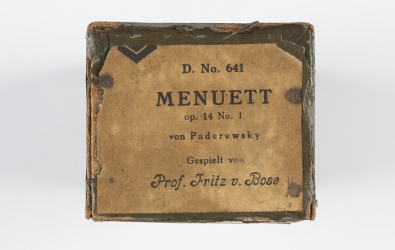 D. No. 641
MENUETT
op. 14 No. 1
von Paderewsky
Gespielt von
Prof. Fritz v. Bose